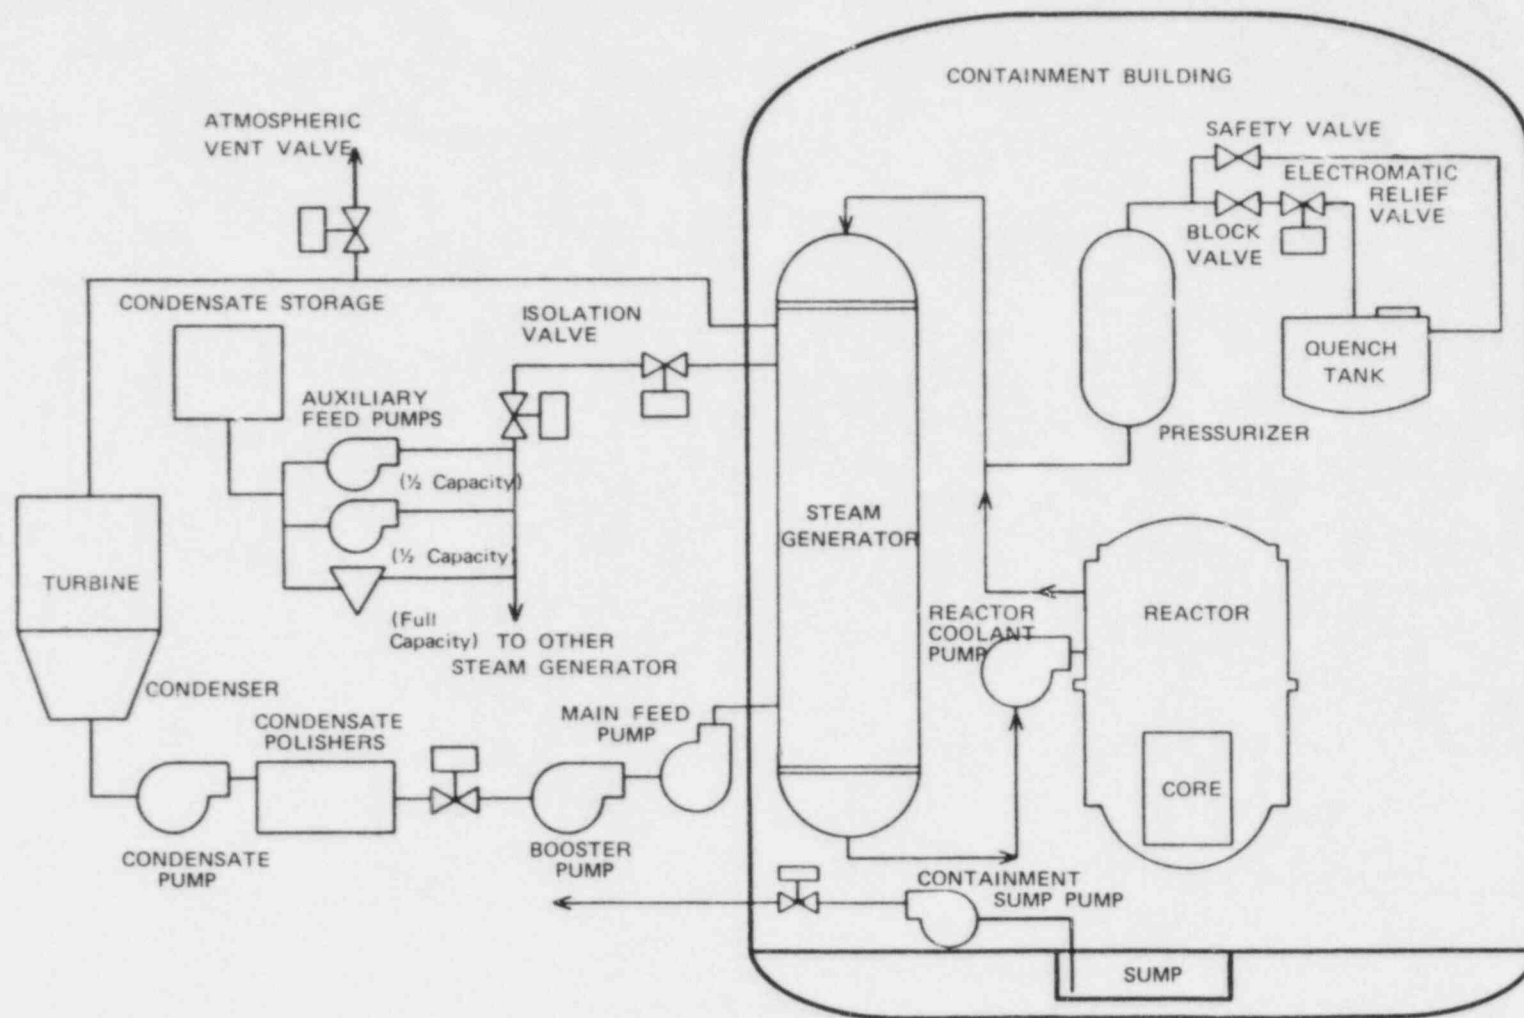 CONTAINMENT BUILDING
ATMOSPHERIC
VENT VALVE
SAFETY VALVE
ELECTROMATIC
RELIEF
VALVE
BLOCK
VALVE
CONDENSATE STORAGE
ISOLATION
VALVE
QUENCH
TANK
AUXILIARY
FEED PUMPS
PRESSURIZER
(½ Capacity)
STEAM
GENERATOR
(½ Capacity)
TURBINE
REACTOR
COOLANT
PUMP
REACTOR
(Full
Capacity) TO OTHER
STEAM GENERATOR
CONDENSER
CONDENSATE
POLISHERS
MAIN FEED
PUMP
CORE
CONDENSATE
PUMP
BOOSTER
PUMP
CONTAINMENT
SUMP PUMP
SUMP